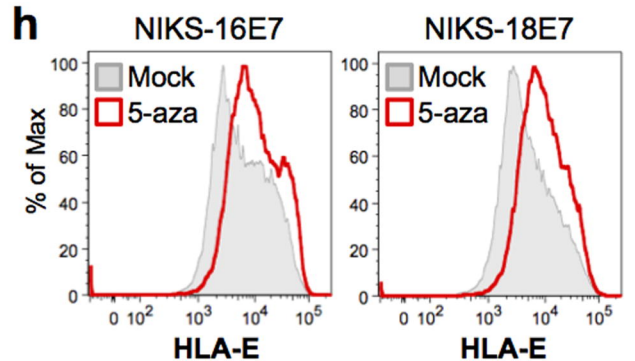 h
NIKS-16E7
NIKS-18E7
% of Max
100
80
60
40
20
0
Mock
5-aza
0 10² 10³ 10⁴ 10⁵
HLA-E
100
80
60
40
20
0
Mock
5-aza
0 10² 10³ 10⁴ 10⁵
HLA-E